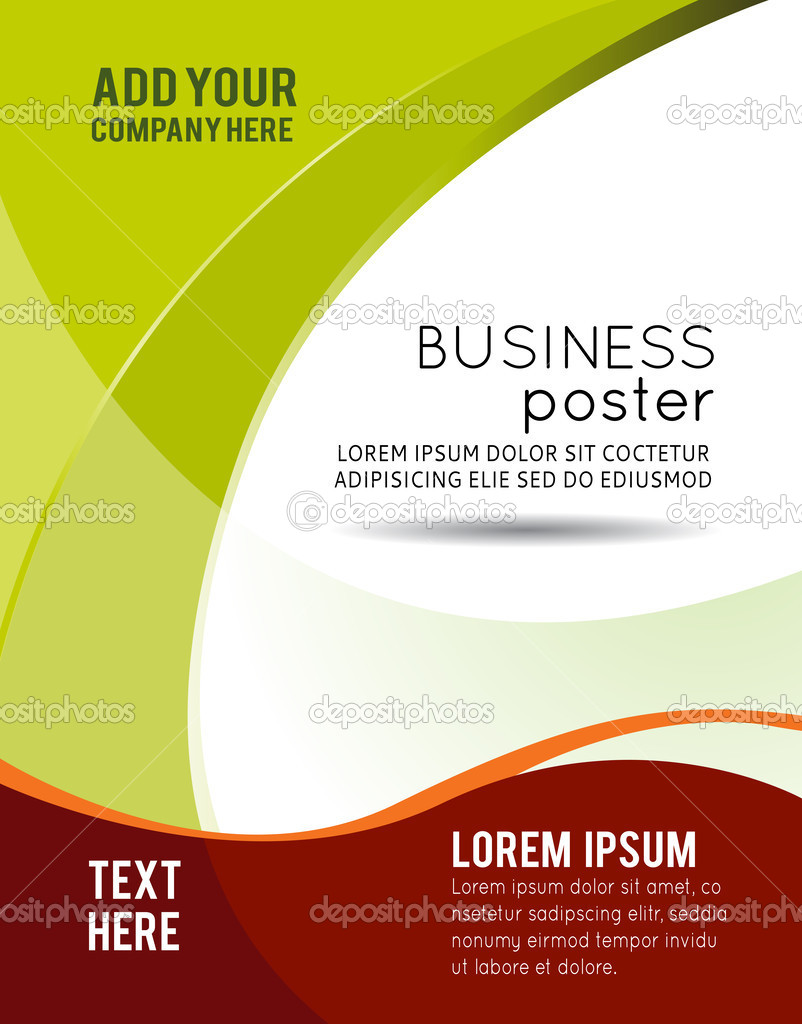 ADD YOUR
COMPANY HERE
BUSINESS
poster
LOREM IPSUM DOLOR SIT COCTETUR
ADIPISICING ELIE SED DO EDIUSMOD
TEXT
HERE
LOREM IPSUM
Lorem ipsum dolor sit amet, co
nsetetur sadipscing elitr, seddia
nonumy eirmod tempor invidu
ut labore et dolore.
depositphotos